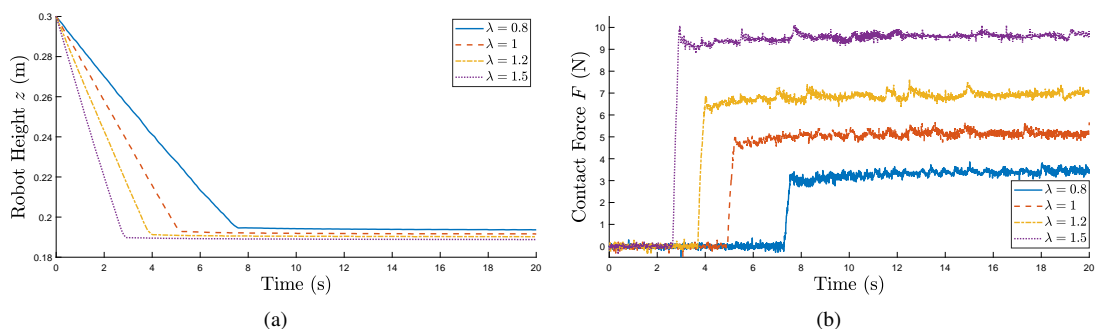 0.3
0.28
0.26
0.24
0.22
0.2
0.18
0 2 4 6 8 10 12 14 16 18 20
Robot Height z (m)
Time (s)
λ = 0.8
λ = 1
λ = 1.2
λ = 1.5
(a)
10
9
8
7
6
5
4
3
2
1
0
0 2 4 6 8 10 12 14 16 18 20
Contact Force F (N)
Time (s)
λ = 0.8
λ = 1
λ = 1.2
λ = 1.5
(b)